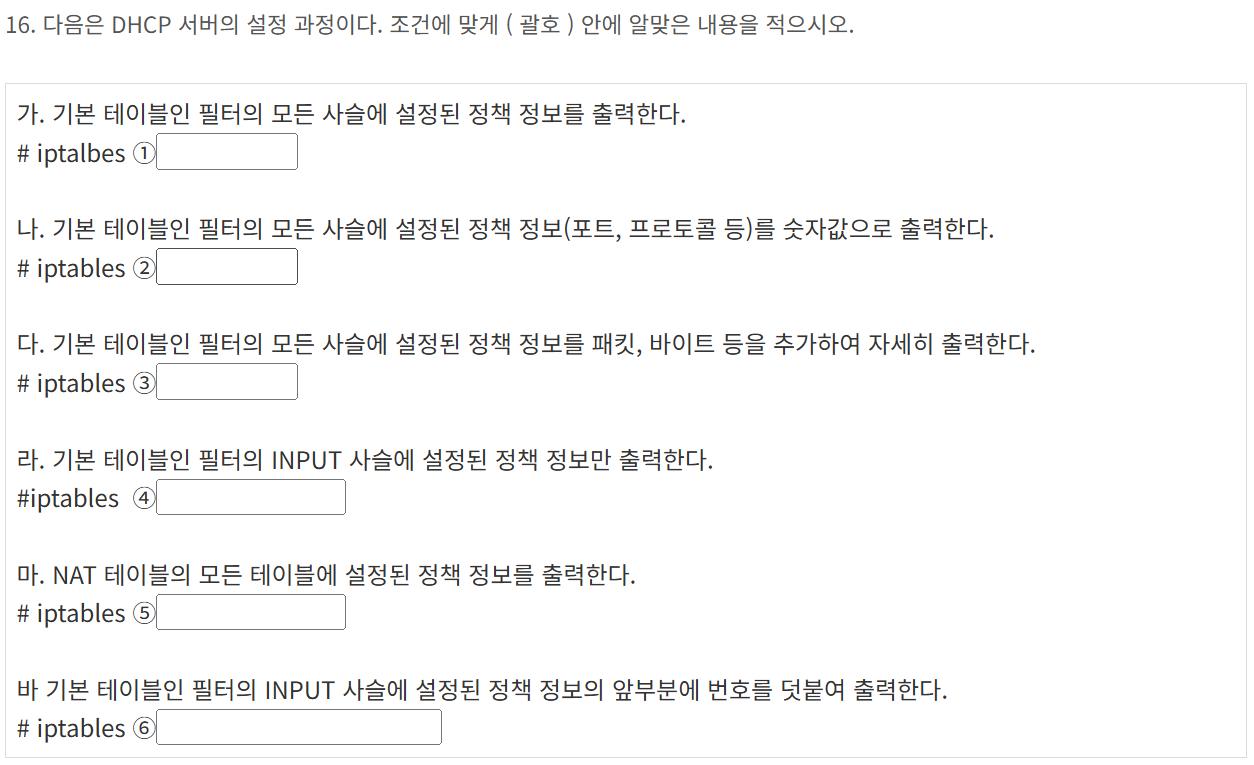 16. 다음은 DHCP 서버의 설정 과정이다. 조건에 맞게 ( 괄호 ) 안에 알맞은 내용을 적으시오.
가. 기본 테이블인 필터의 모든 사슬에 설정된 정책 정보를 출력한다.
# iptalbes ①
나. 기본 테이블인 필터의 모든 사슬에 설정된 정책 정보(포트, 프로토콜 등)를 숫자값으로 출력한다.
# iptables ②
다. 기본 테이블인 필터의 모든 사슬에 설정된 정책 정보를 패킷, 바이트 등을 추가하여 자세히 출력한다.
# iptables ③
라. 기본 테이블인 필터의 INPUT 사슬에 설정된 정책 정보만 출력한다.
#iptables ④
마. NAT 테이블의 모든 테이블에 설정된 정책 정보를 출력한다.
# iptables ⑤
바 기본 테이블인 필터의 INPUT 사슬에 설정된 정책 정보의 앞부분에 번호를 덧붙여 출력한다.
# iptables ⑥